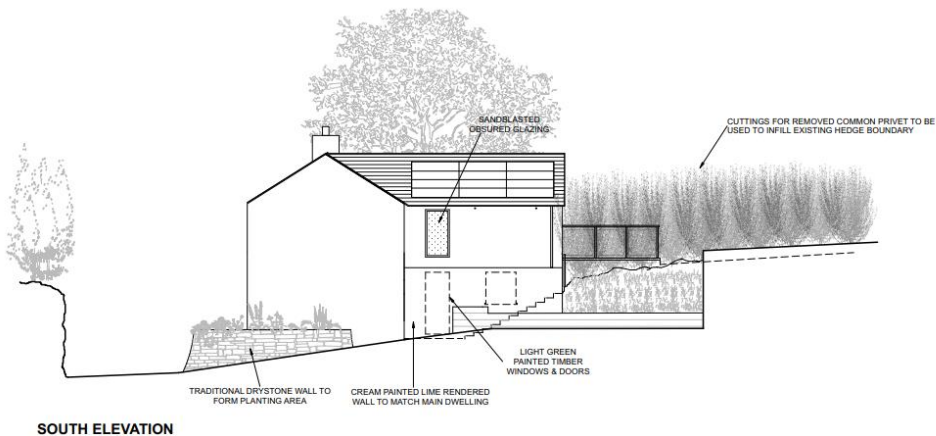 SANDBLASTED
OBSURED GLAZING
CUTTINGS FOR REMOVED COMMON PRIVET TO BE
USED TO INFILL EXISTING HEDGE BOUNDARY
LIGHT GREEN
PAINTED TIMBER
WINDOWS & DOORS
TRADITIONAL DRYSTONE WALL TO
FORM PLANTING AREA
CREAM PAINTED LIME RENDERED
WALL TO MATCH MAIN DWELLING
SOUTH ELEVATION